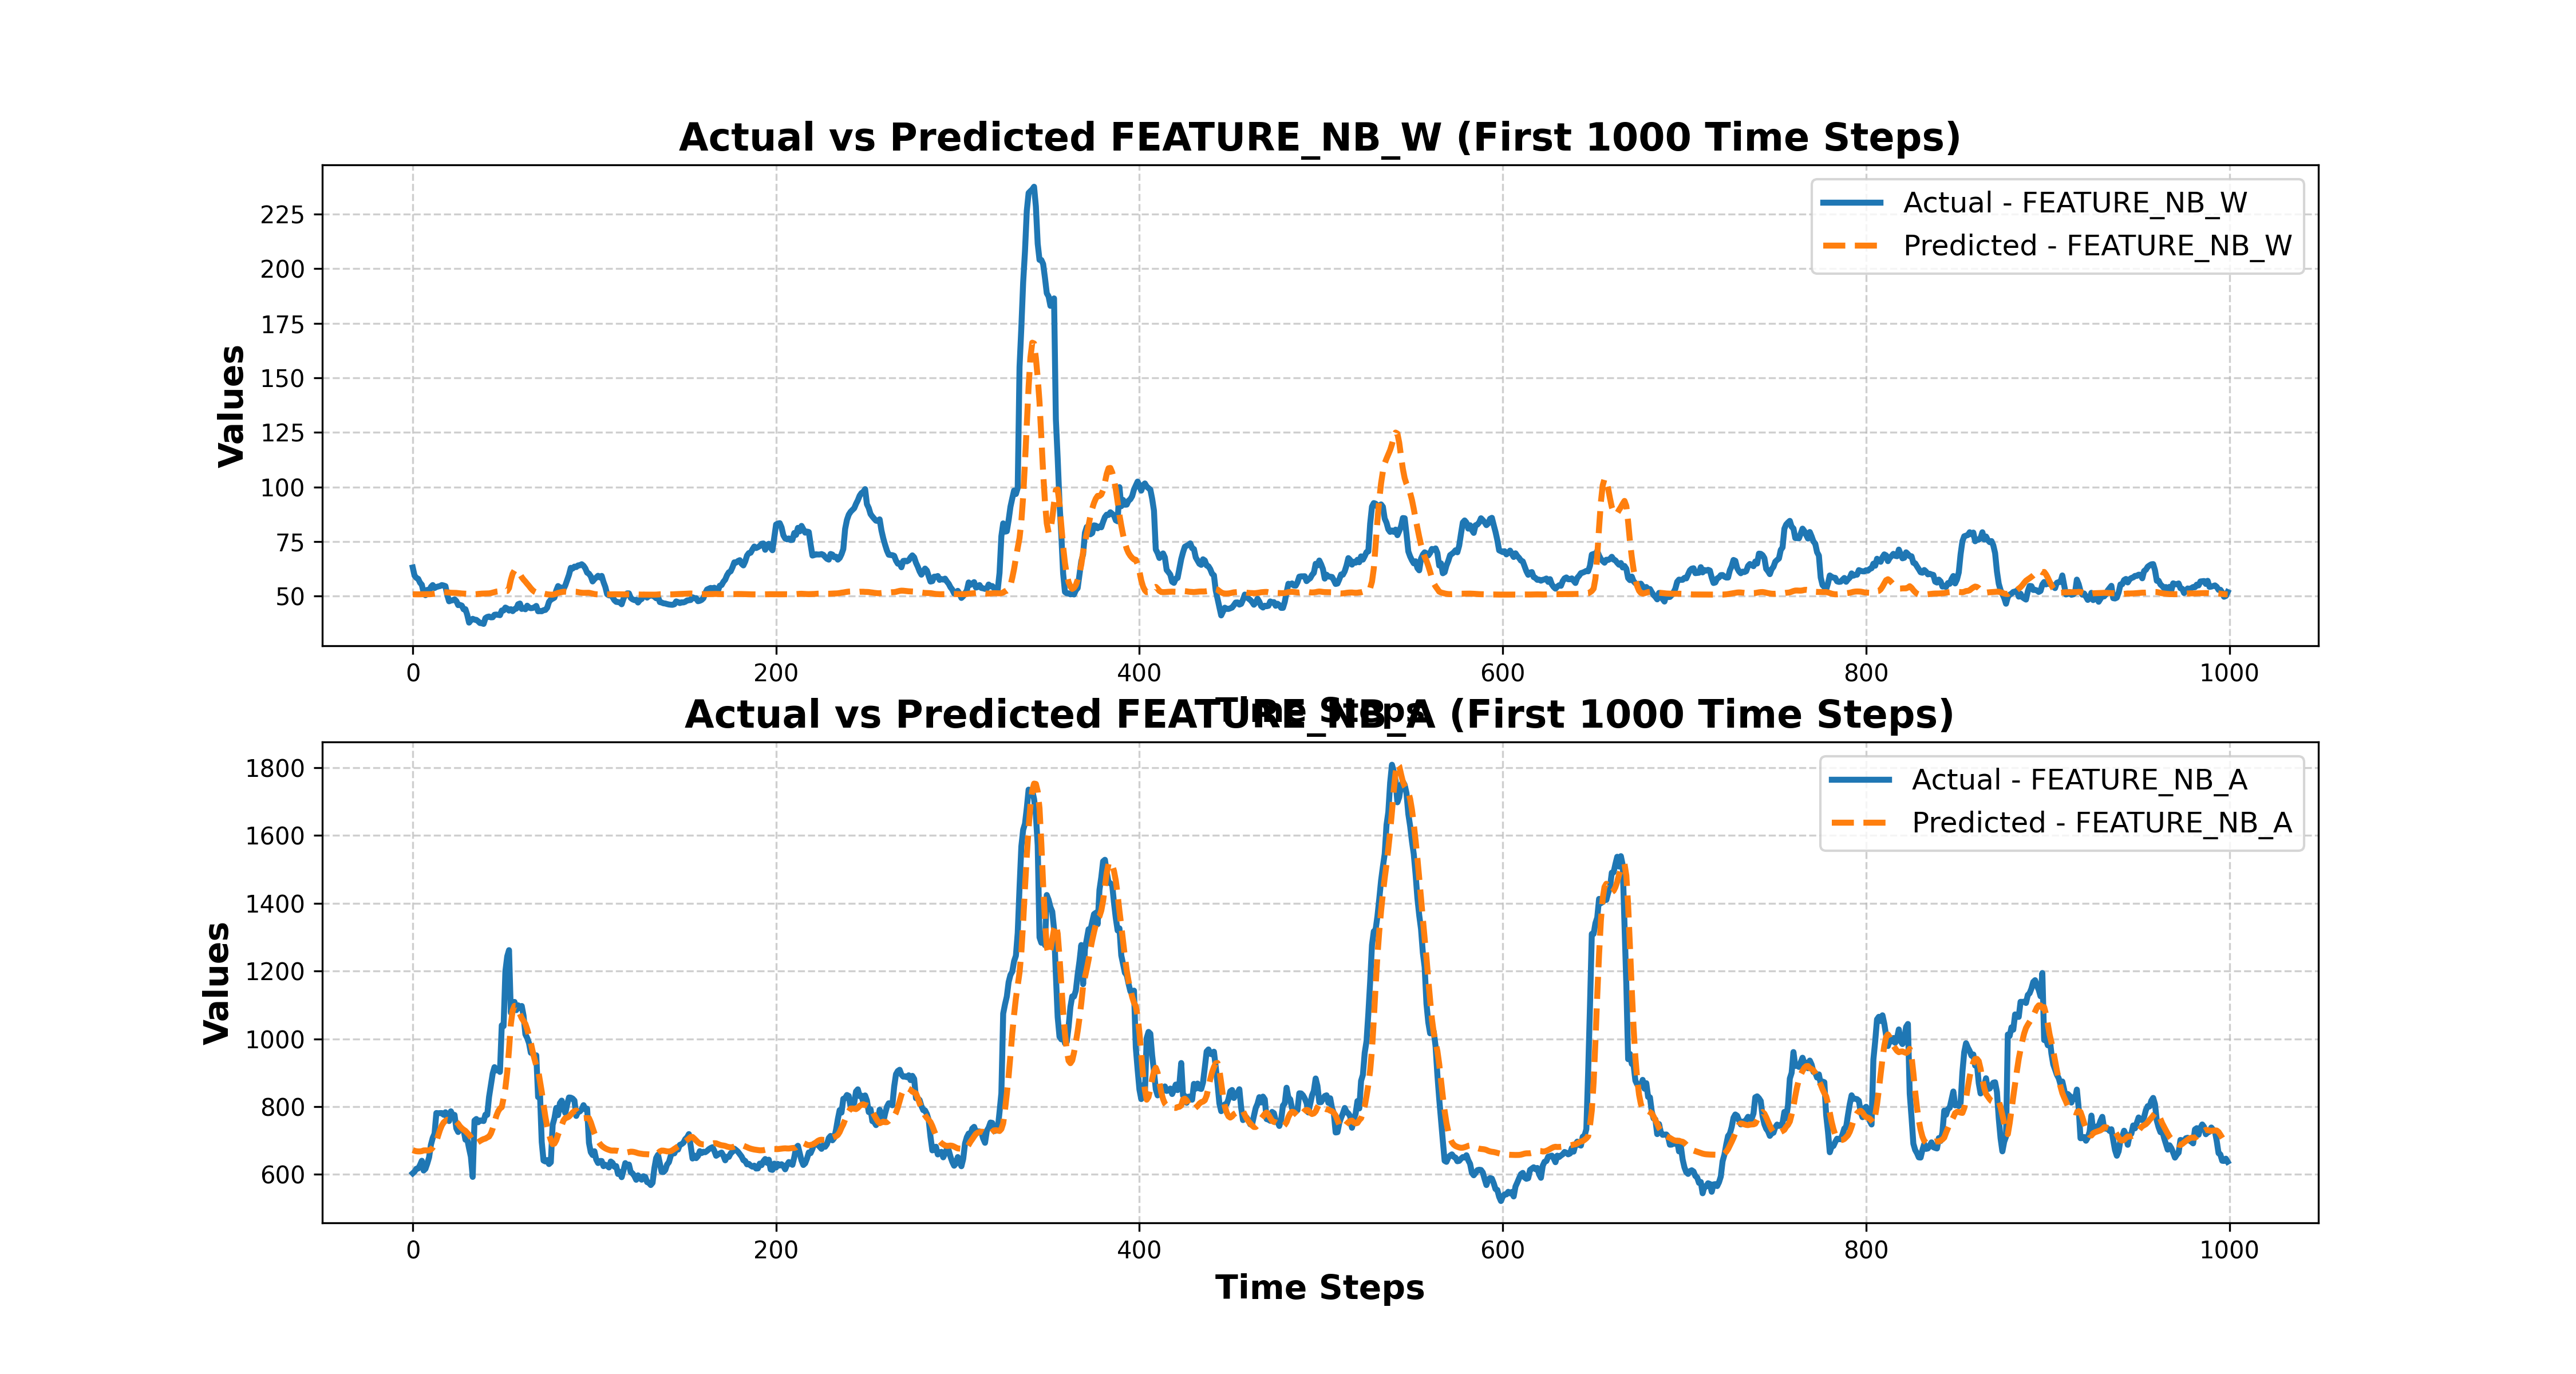 Actual vs Predicted FEATURE_NB_W (First 1000 Time Steps)
Values
225
200
175
150
125
100
75
50
Actual - FEATURE_NB_W
Predicted - FEATURE_NB_W
0 200 400 600 800 1000
Time Steps
Actual vs Predicted FEATURE_NB_A (First 1000 Time Steps)
Values
1800
1600
1400
1200
1000
800
600
Actual - FEATURE_NB_A
Predicted - FEATURE_NB_A
0 200 400 600 800 1000
Time Steps